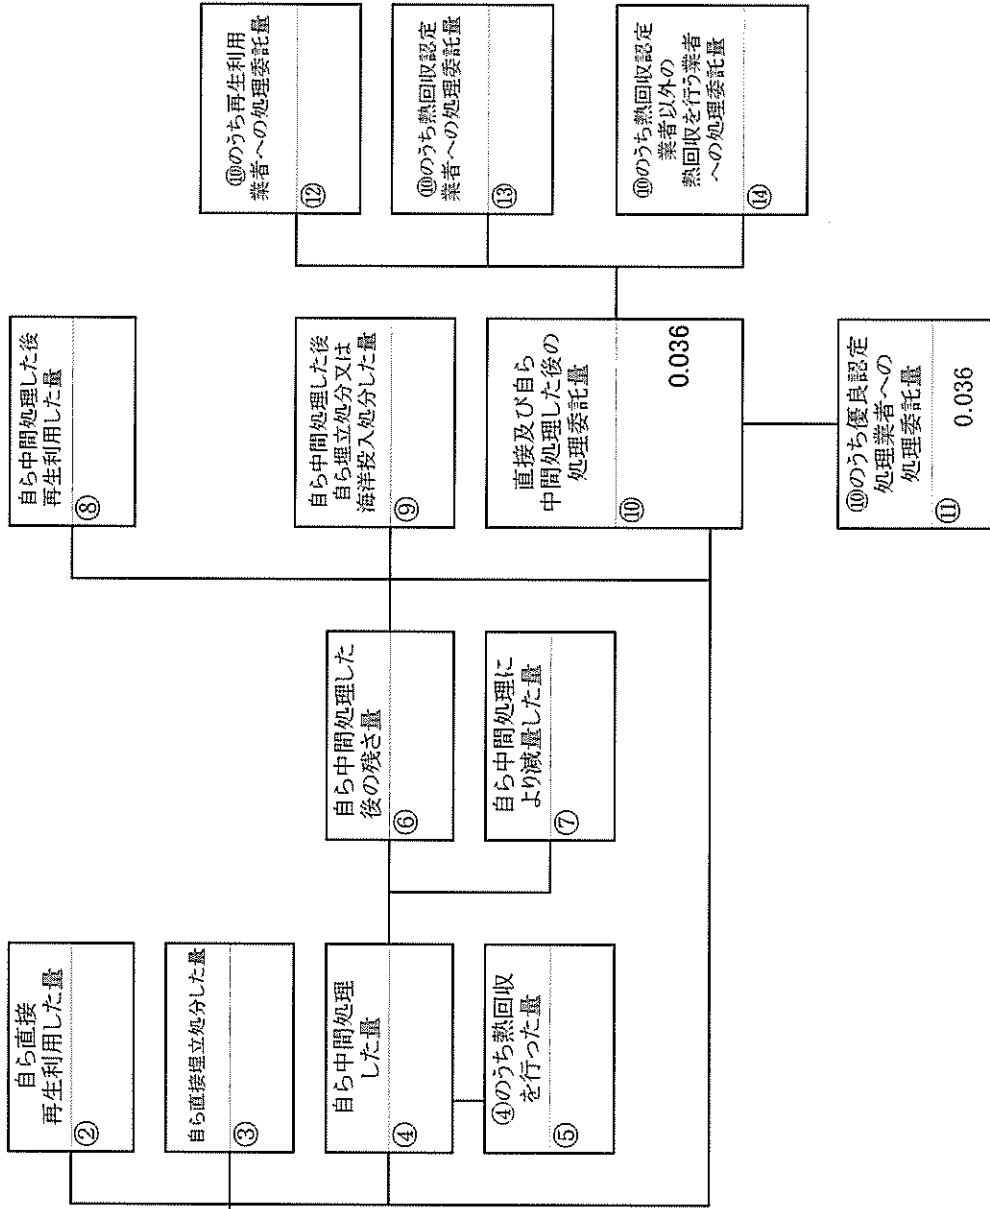 自ら直接
再生利用した量
②
自ら直接埋立処分した量
③
自ら中間処理
した量
④
④のうち熱回収
を行った量
⑤
自ら中間処理した
後の残さ量
⑥
自ら中間処理に
より減量した量
⑦
自ら中間処理した後
再生利用した量
⑧
自ら中間処理した後
自ら埋立処分又は
海洋投入処分した量
⑨
直接及び自ら
中間処理した後の
処理委託量
⑩
0.036
⑩のうち優良認定
処理業者への
処理委託量
⑪
0.036
⑩のうち再生利用
業者への処理委託量
⑫
⑩のうち熱回収認定
業者への処理委託量
⑬
⑩のうち熱回収認定
業者以外の
熱回収を行う業者
への処理委託量
⑭